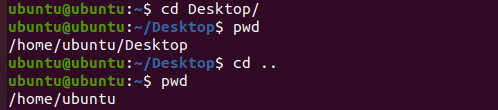 ubuntu@ubuntu:~$ cd Desktop/
ubuntu@ubuntu:~/Desktop$ pwd
/home/ubuntu/Desktop
ubuntu@ubuntu:~/Desktop$ cd ..
ubuntu@ubuntu:~$ pwd
/home/ubuntu